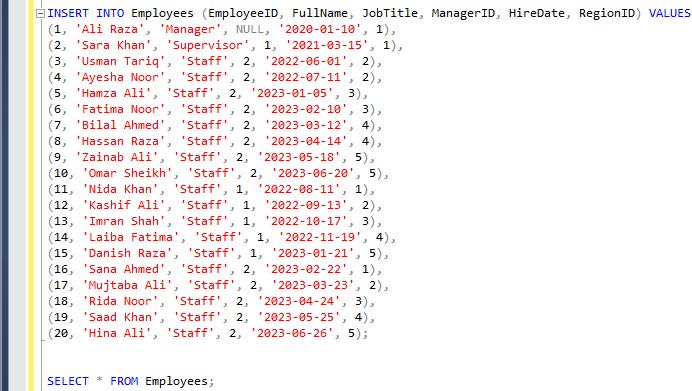 INSERT INTO Employees (EmployeeID, FullName, JobTitle, ManagerID, HireDate, RegionID) VALUES
(1, 'Ali Raza', 'Manager', NULL, '2020-01-10', 1),
(2, 'Sara Khan', 'Supervisor', 1, '2021-03-15', 1),
(3, 'Usman Tariq', 'Staff', 2, '2022-06-01', 2),
(4, 'Ayesha Noor', 'Staff', 2, '2022-07-11', 2),
(5, 'Hamza Ali', 'Staff', 2, '2023-01-05', 3),
(6, 'Fatima Noor', 'Staff', 2, '2023-02-10', 3),
(7, 'Bilal Ahmed', 'Staff', 2, '2023-03-12', 4),
(8, 'Hassan Raza', 'Staff', 2, '2023-04-14', 4),
(9, 'Zainab Ali', 'Staff', 2, '2023-05-18', 5),
(10, 'Omar Sheikh', 'Staff', 2, '2023-06-20', 5),
(11, 'Nida Khan', 'Staff', 1, '2022-08-11', 1),
(12, 'Kashif Ali', 'Staff', 1, '2022-09-13', 2),
(13, 'Imran Shah', 'Staff', 1, '2022-10-17', 3),
(14, 'Laiba Fatima', 'Staff', 1, '2022-11-19', 4),
(15, 'Danish Raza', 'Staff', 1, '2023-01-21', 5),
(16, 'Sana Ahmed', 'Staff', 2, '2023-02-22', 1),
(17, 'Mujtaba Ali', 'Staff', 2, '2023-03-23', 2),
(18, 'Rida Noor', 'Staff', 2, '2023-04-24', 3),
(19, 'Saad Khan', 'Staff', 2, '2023-05-25', 4),
(20, 'Hina Ali', 'Staff', 2, '2023-06-26', 5);
SELECT * FROM Employees;